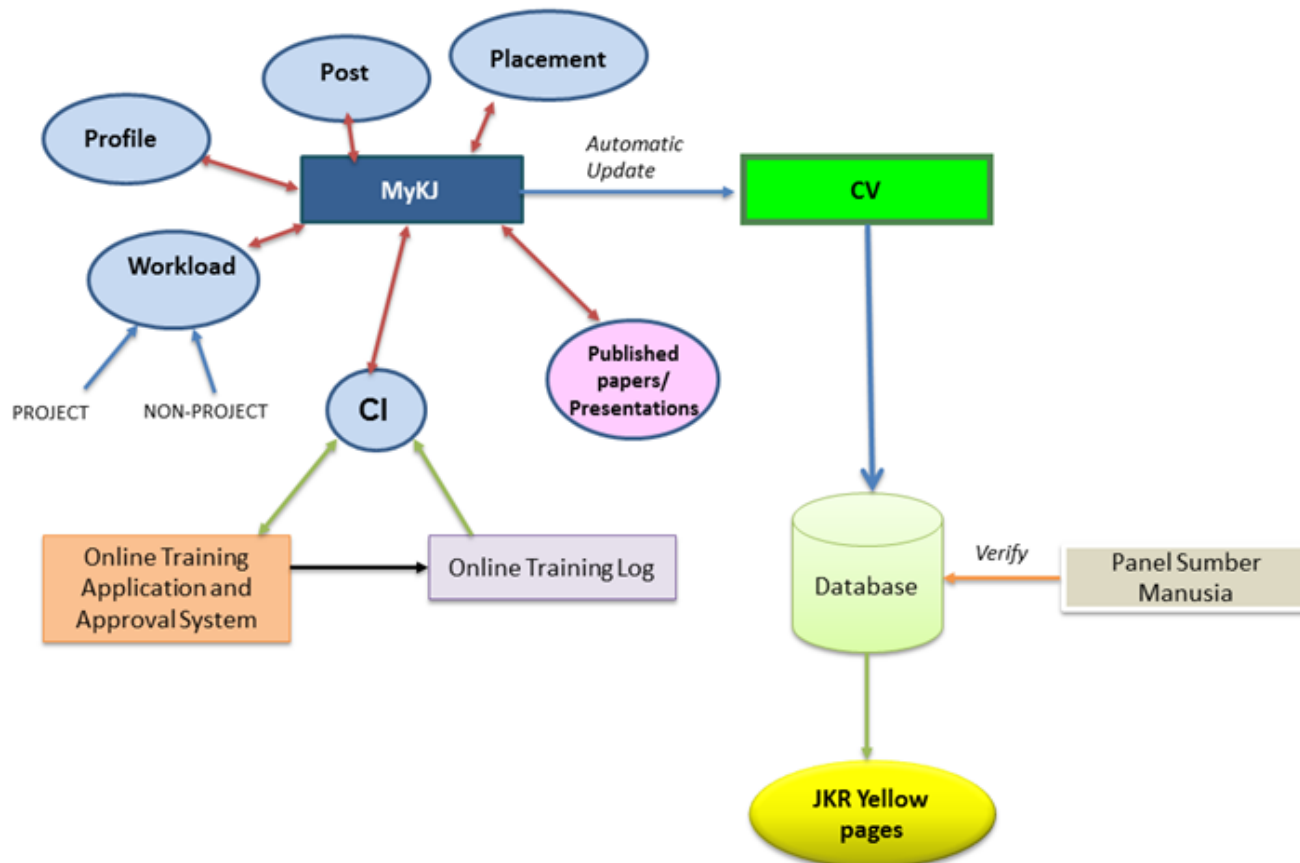 Post
Placement
Profile
Automatic
Update
MyKJ
CV
Workload
Published
papers/
Presentations
PROJECT
NON-PROJECT
CI
Online Training
Application and
Approval System
Online Training Log
Database
Verify
Panel Sumber
Manusia
JKR Yellow
pages